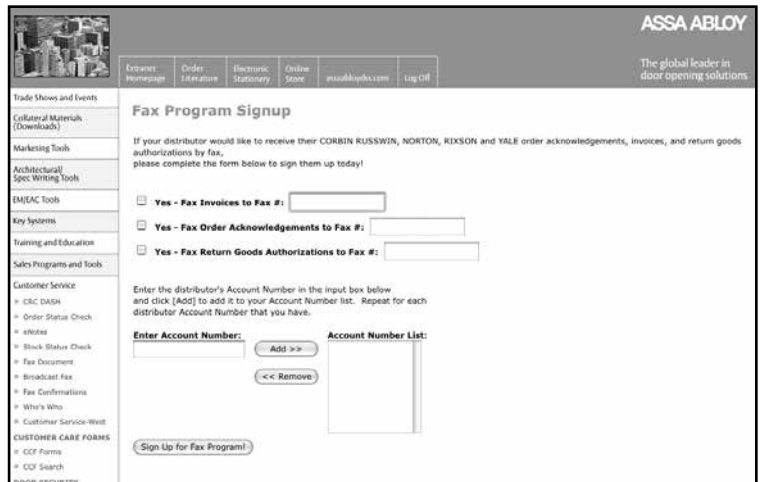 ASSA ABLOY
The global leader in
door opening solutions
Extranet Homepage
Order Literature
Electronic Stationery
Online Store
assaabloydss.com
Log Off
Trade Shows and Events
Collateral Materials
(Downloads)
Marketing Tools
Architectural/
Spec Writing Tools
EM/EAC Tools
Key Systems
Training and Education
Sales Programs and Tools
Customer Service
CRC DASH
Order Status Check
eNotes
Stock Status Check
Fax Document
Broadcast Fax
Fax Confirmations
Who's Who
Customer Service-West
CUSTOMER CARE FORMS
CCF Forms
CCF Search
DOOR SECURITY
Fax Program Signup
If your distributor would like to receive their CORBIN RUSSWIN, NORTON, RIXSON and YALE order acknowledgements, invoices, and return goods
authorizations by fax,
please complete the form below to sign them up today!
Yes - Fax Invoices to Fax #:
Yes - Fax Order Acknowledgements to Fax #:
Yes - Fax Return Goods Authorizations to Fax #:
Enter the distributor's Account Number in the input box below
and click [Add] to add it to your Account Number list. Repeat for each
distributor Account Number that you have.
Enter Account Number:
Account Number List:
Add >>
<< Remove
Sign Up for Fax Program!